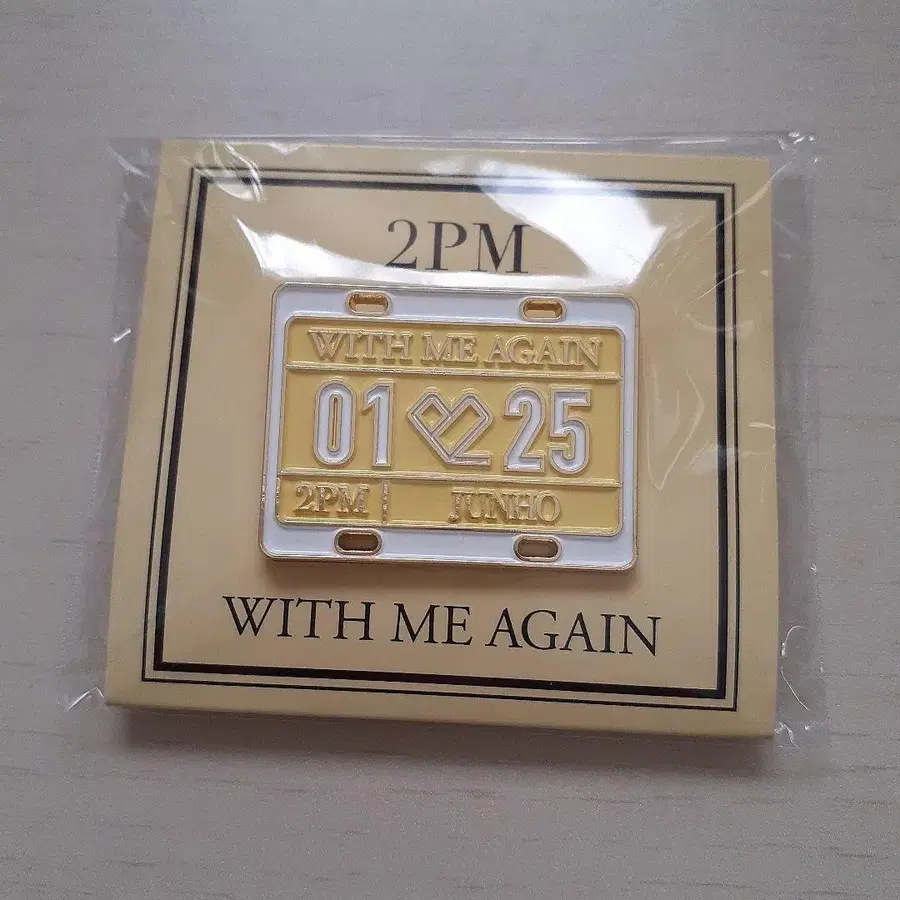 2PM
WITH ME AGAIN
01 25
2PM JUNHO
WITH ME AGAIN